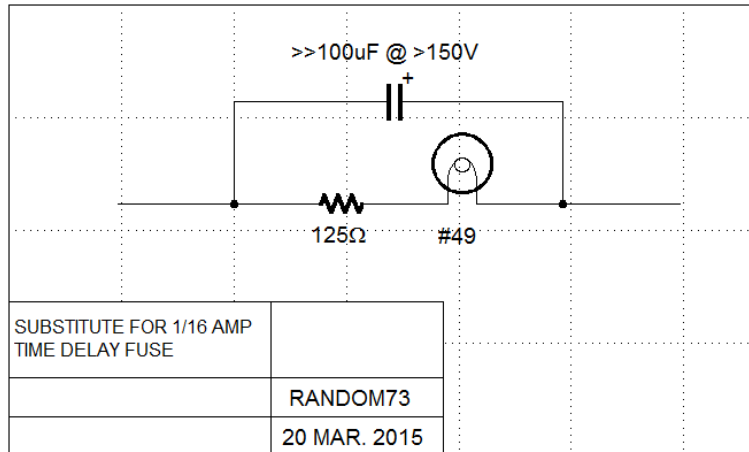 >>100uF @ >150V
+
125Ω
#49
SUBSTITUTE FOR 1/16 AMP
TIME DELAY FUSE
RANDOM73
20 MAR. 2015